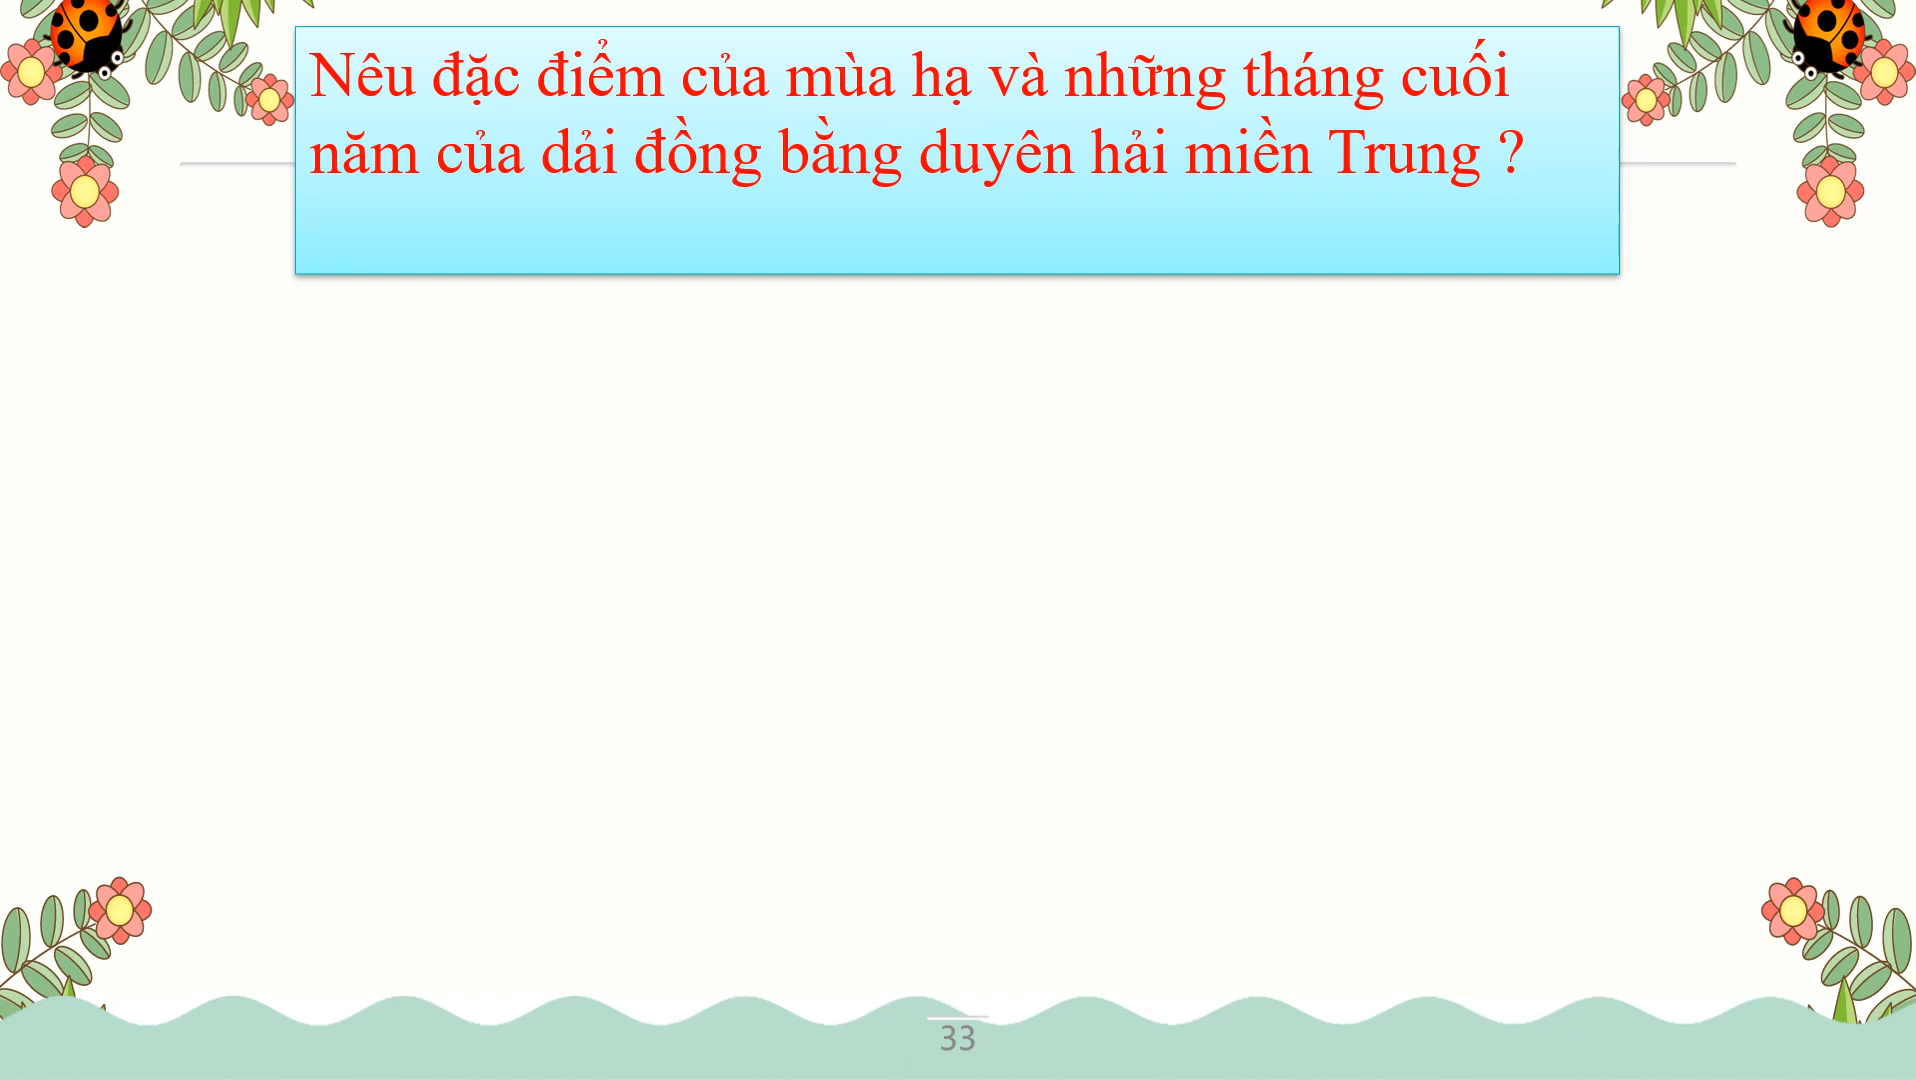 Nêu đặc điểm của mùa hạ và những tháng cuối
năm của dải đồng bằng duyên hải miền Trung ?
33